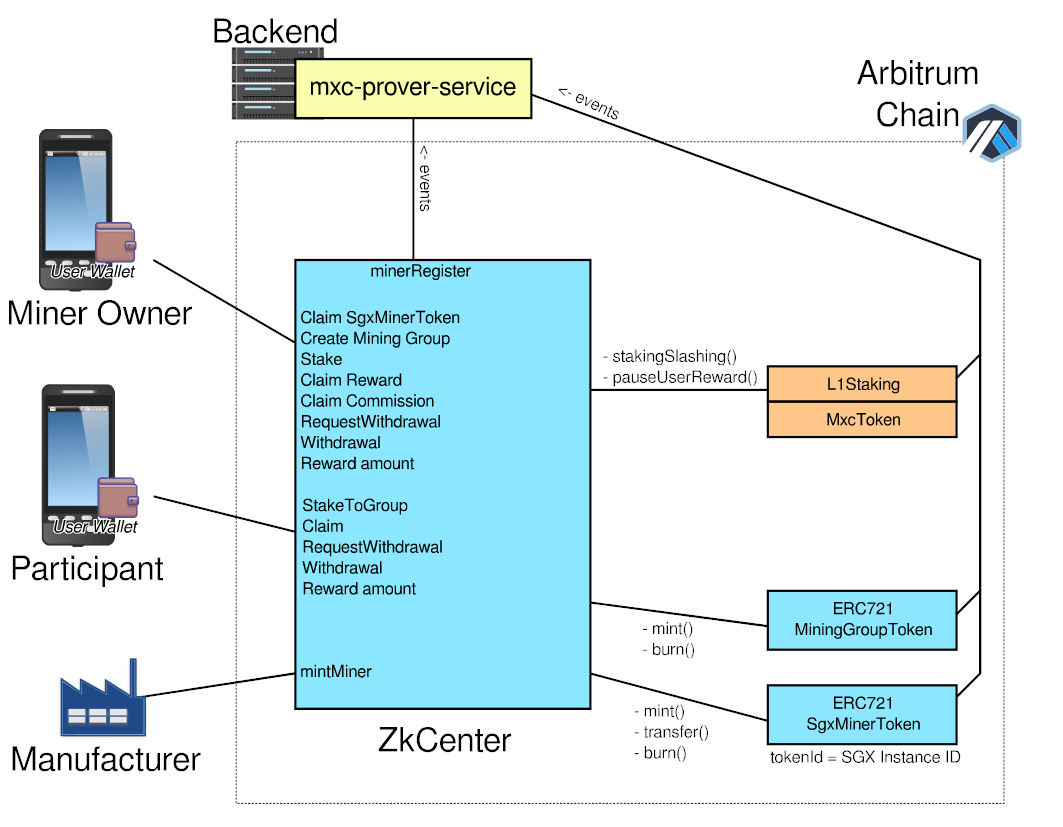 Backend
mxc-prover-service
Arbitrum
Chain
<- events
<- events
User Wallet
Miner Owner
minerRegister
Claim SgxMinerToken
Create Mining Group
Stake
Claim Reward
Claim Commission
RequestWithdrawal
Withdrawal
Reward amount
- stakingSlashing()
- pauseUserReward()
L1Staking
MxcToken
User Wallet
Participant
StakeToGroup
Claim
RequestWithdrawal
Withdrawal
Reward amount
- mint()
- burn()
ERC721
MiningGroupToken
Manufacturer
mintMiner
ZkCenter
- mint()
- transfer()
- burn()
ERC721
SgxMinerToken
tokenId = SGX Instance ID